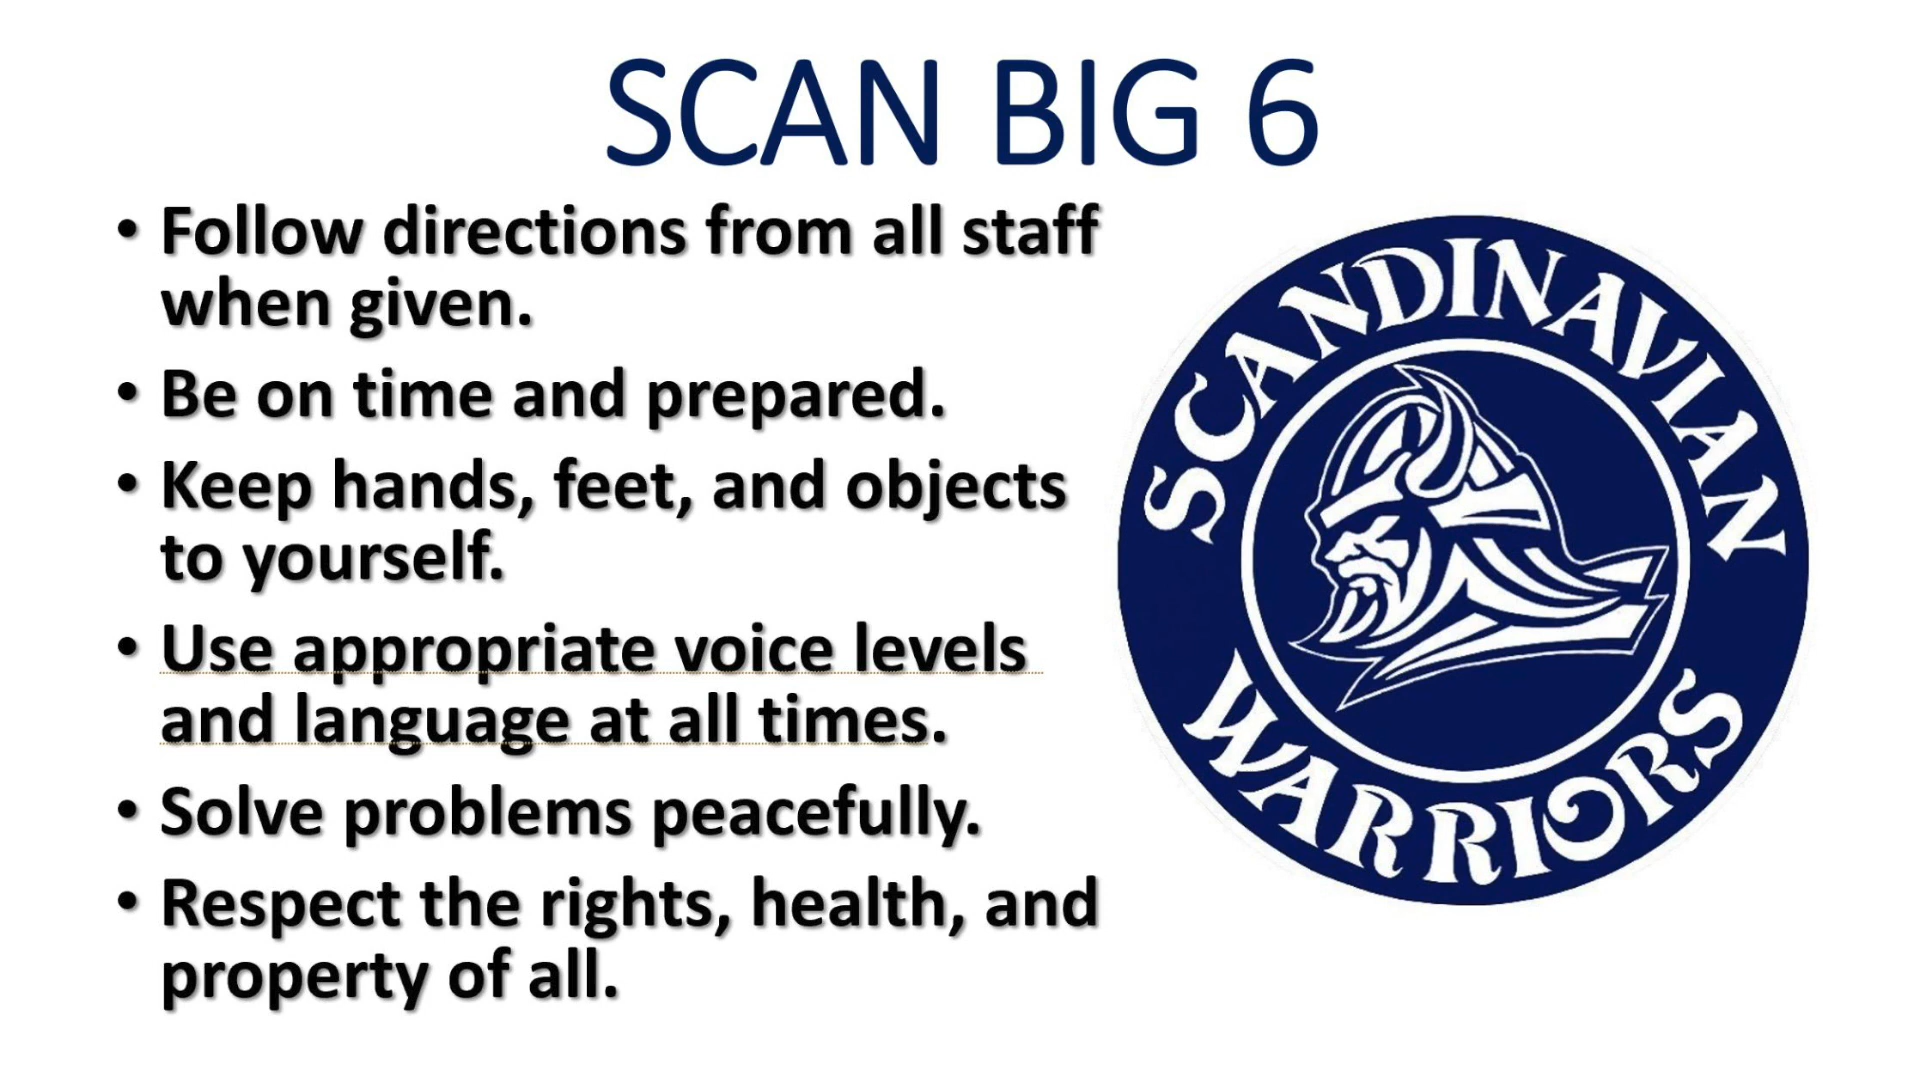 SCAN BIG 6
• Follow directions from all staff
when given.
• Be on time and prepared.
• Keep hands, feet, and objects
to yourself.
• Use appropriate voice levels
and language at all times.
• Solve problems peacefully.
• Respect the rights, health, and
property of all.
SCANDINAVIAN
WARRIORS